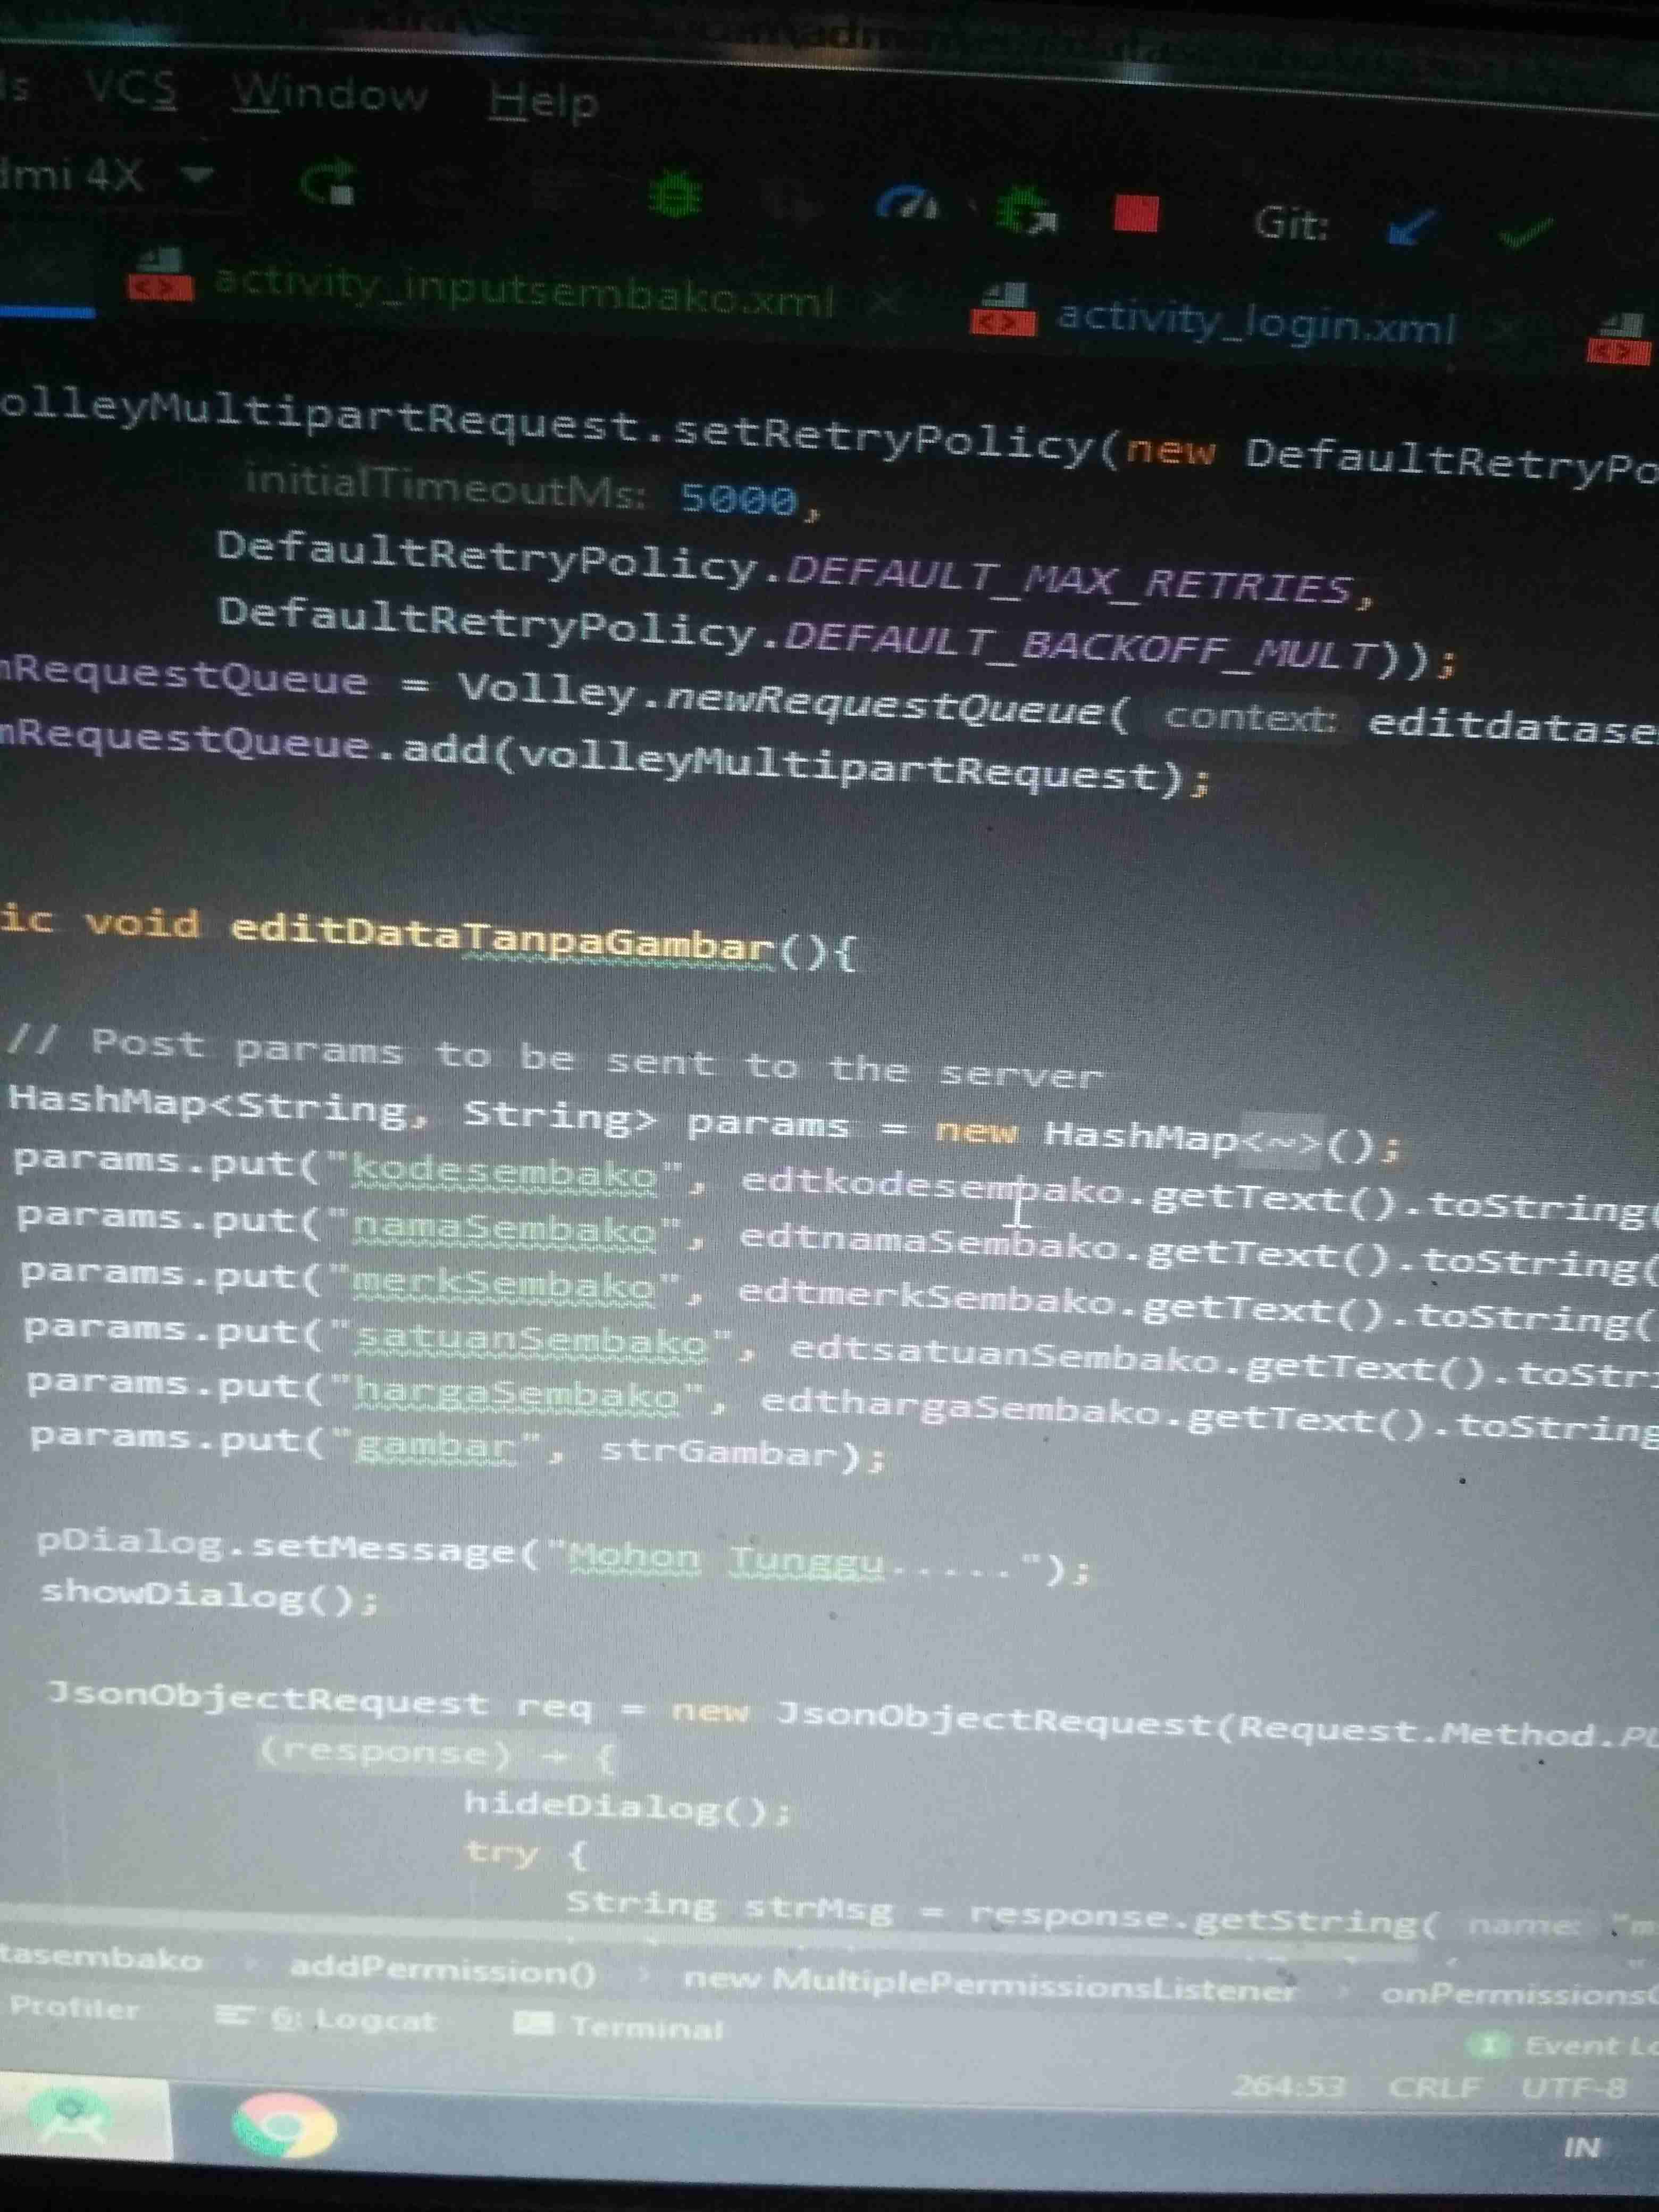 VCS Window Help
dmi 4X Git:
activity_inputsembako.xml activity_login.xml
olleyMultipartRequest.setRetryPolicy(new DefaultRetryPo
initialTimeoutMs: 5000,
DefaultRetryPolicy.DEFAULT_MAX_RETRIES,
DefaultRetryPolicy.DEFAULT_BACKOFF_MULT));
mRequestQueue = Volley.newRequestQueue( context: editdatase
mRequestQueue.add(volleyMultipartRequest);
ic void editDataTanpaGambar(){
// Post params to be sent to the server
HashMap<String, String> params = new HashMap<~>();
params.put("kodesembako", edtkodesembako.getText().toString(
params.put("namaSembako", edtnamaSembako.getText().toString(
params.put("merkSembako", edtmerkSembako.getText().toString(
params.put("satuanSembako", edtsatuanSembako.getText().toStri
params.put("hargaSembako", edthargaSembako.getText().toString
params.put("gambar", strGambar);
pDialog.setMessage("Mohon Tunggu.....");
showDialog();
JsonObjectRequest req = new JsonObjectRequest(Request.Method.PU
(response) → {
hideDialog();
try {
String strMsg = response.getString( name: "m
tasembako addPermission() new MultiplePermissionsListener onPermissionsC
Profiler 6: Logcat Terminal
1 Event Lo
264:53 CRLF UTF-8
IN